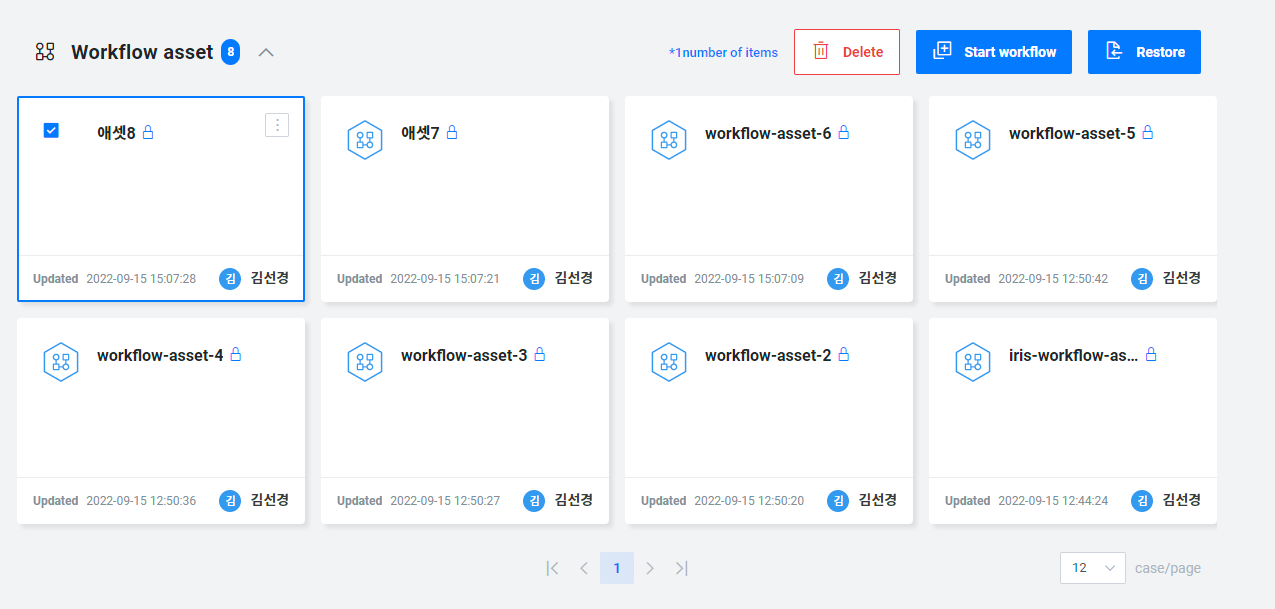 Workflow asset 8
*1number of items
Delete
Start workflow
Restore
애셋8
애셋7
workflow-asset-6
workflow-asset-5
Updated 2022-09-15 15:07:28 김 김선경
Updated 2022-09-15 15:07:21 김 김선경
Updated 2022-09-15 15:07:09 김 김선경
Updated 2022-09-15 12:50:42 김 김선경
workflow-asset-4
workflow-asset-3
workflow-asset-2
iris-workflow-as...
Updated 2022-09-15 12:50:36 김 김선경
Updated 2022-09-15 12:50:27 김 김선경
Updated 2022-09-15 12:50:20 김 김선경
Updated 2022-09-15 12:44:24 김 김선경
1
12 case/page